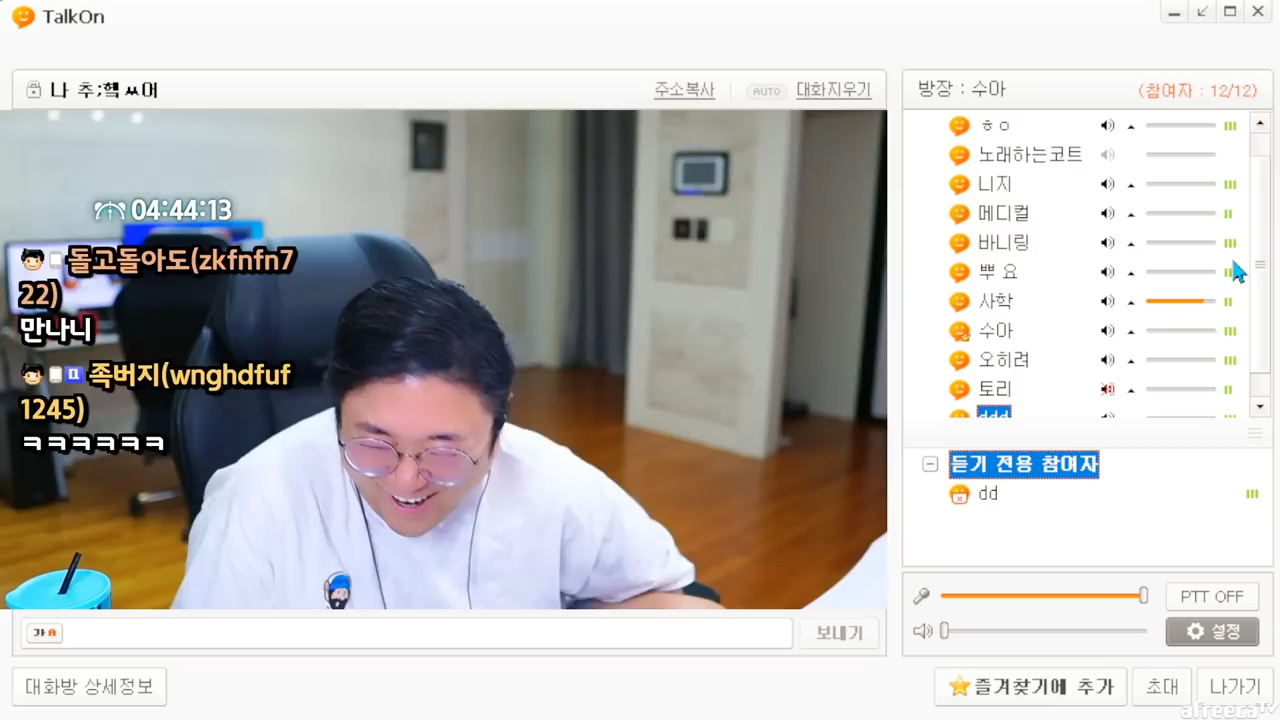 TalkOn
나 추;헼 ㅆ어
주소복사
AUTO
대화지우기
방장 : 수아
(참여자 : 12/12)
ㅎㅇ
노래하는코트
니지
메디컬
바니링
뿌 요
사학
수아
오히려
토리
ddd
듣기 전용 참여자
dd
04:44:13
돌고돌아도(zkfnfn7
22)
만나니
족버지(wnghdfuf
1245)
ㅋㅋㅋㅋㅋㅋ
가A
보내기
PTT OFF
설정
대화방 상세정보
즐겨찾기에 추가
초대
나가기
afreecaTV